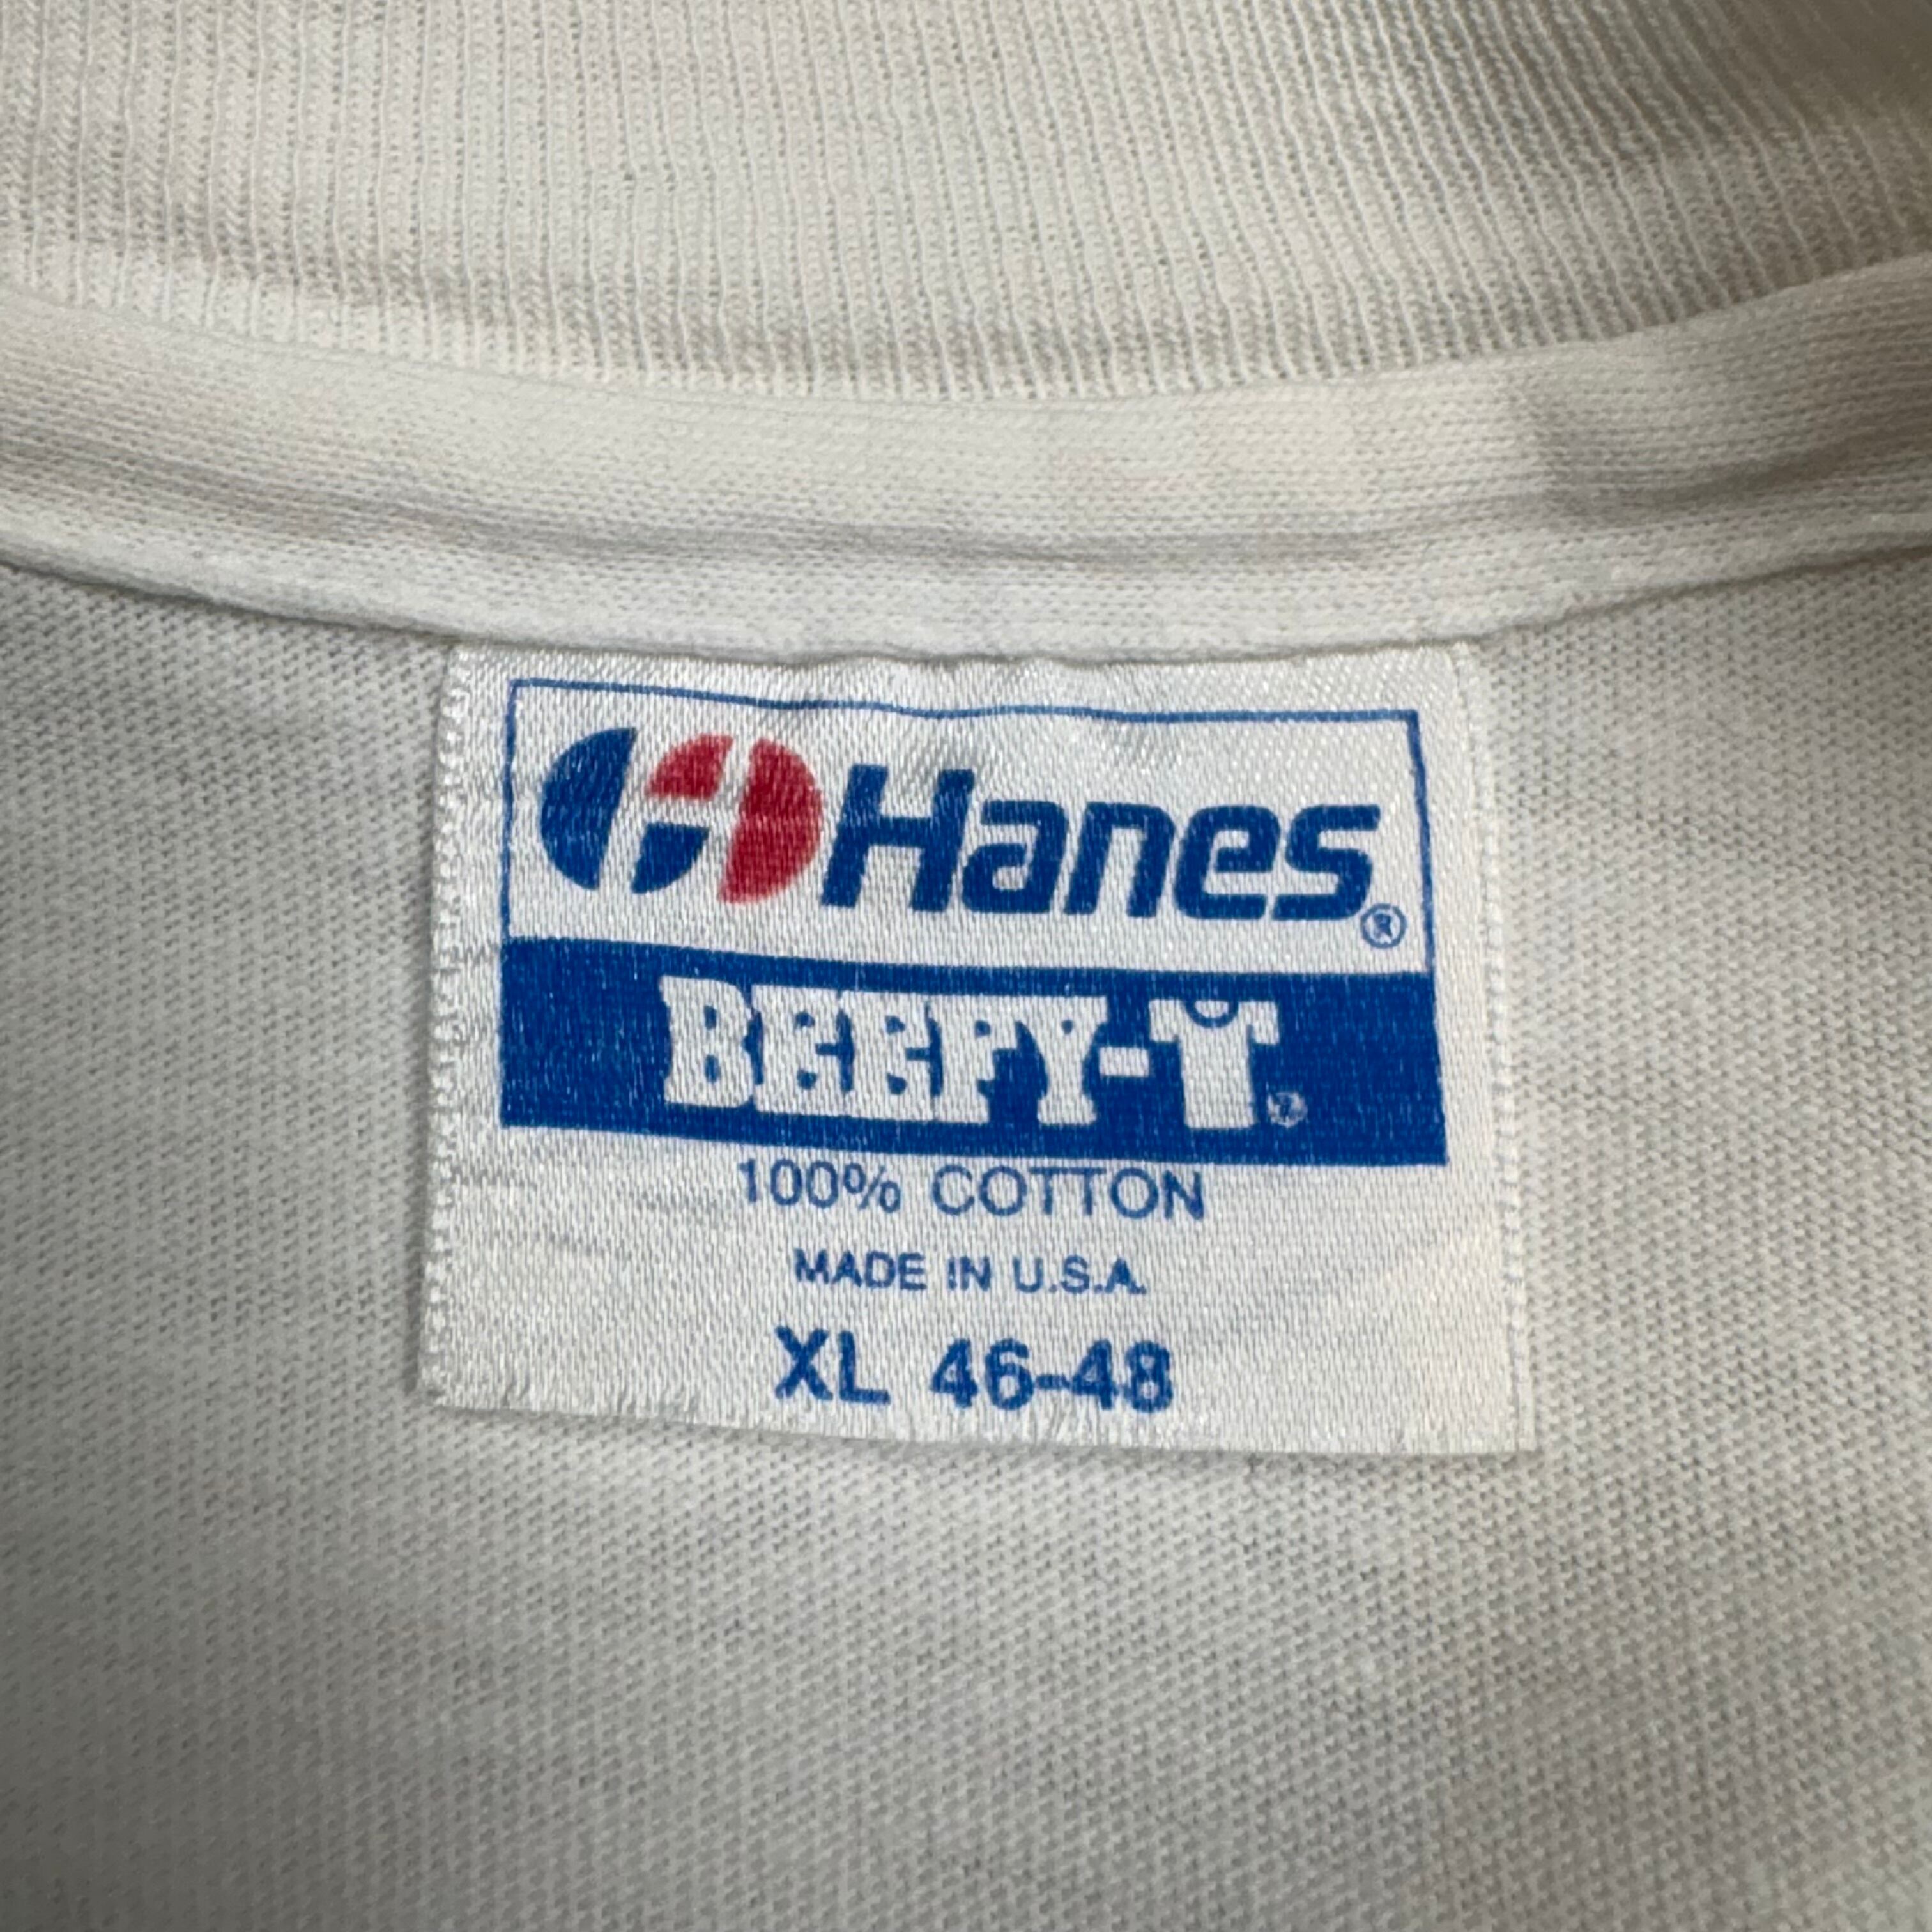 Hanes®
BEEFY-T®
100% COTTON
MADE IN U.S.A.
XL 46-48